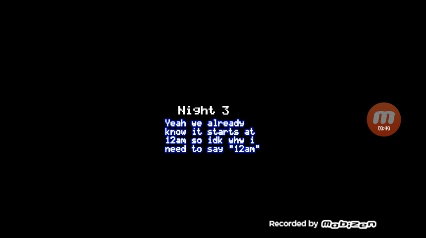 Night 3
Yeah we already
know it starts at
12am so idk why i
need to say "12am"
Recorded by mobizen